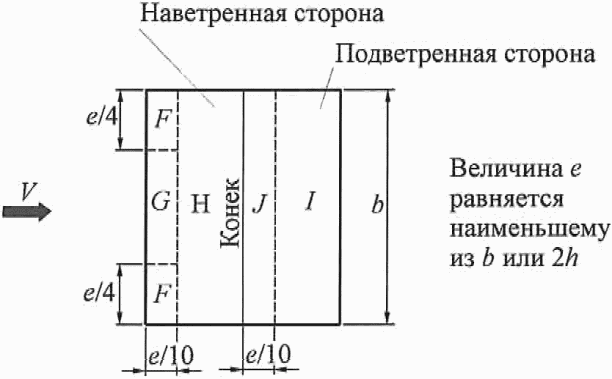 Наветренная сторона
Подветренная сторона
e/4
F
V
G
H
Конек
J
I
b
Величина e
равняется
наименьшему
из b или 2h
e/4
F
e/10
e/10